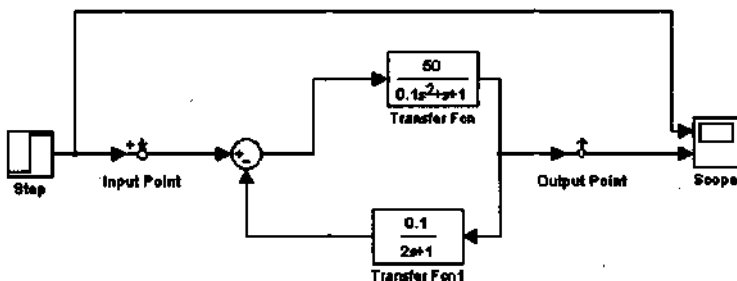 50
0.1s²+s+1
Transfer Fcn
+
-
Step
Input Point
Output Point
Scope
0.1
2s+1
Transfer Fcn1